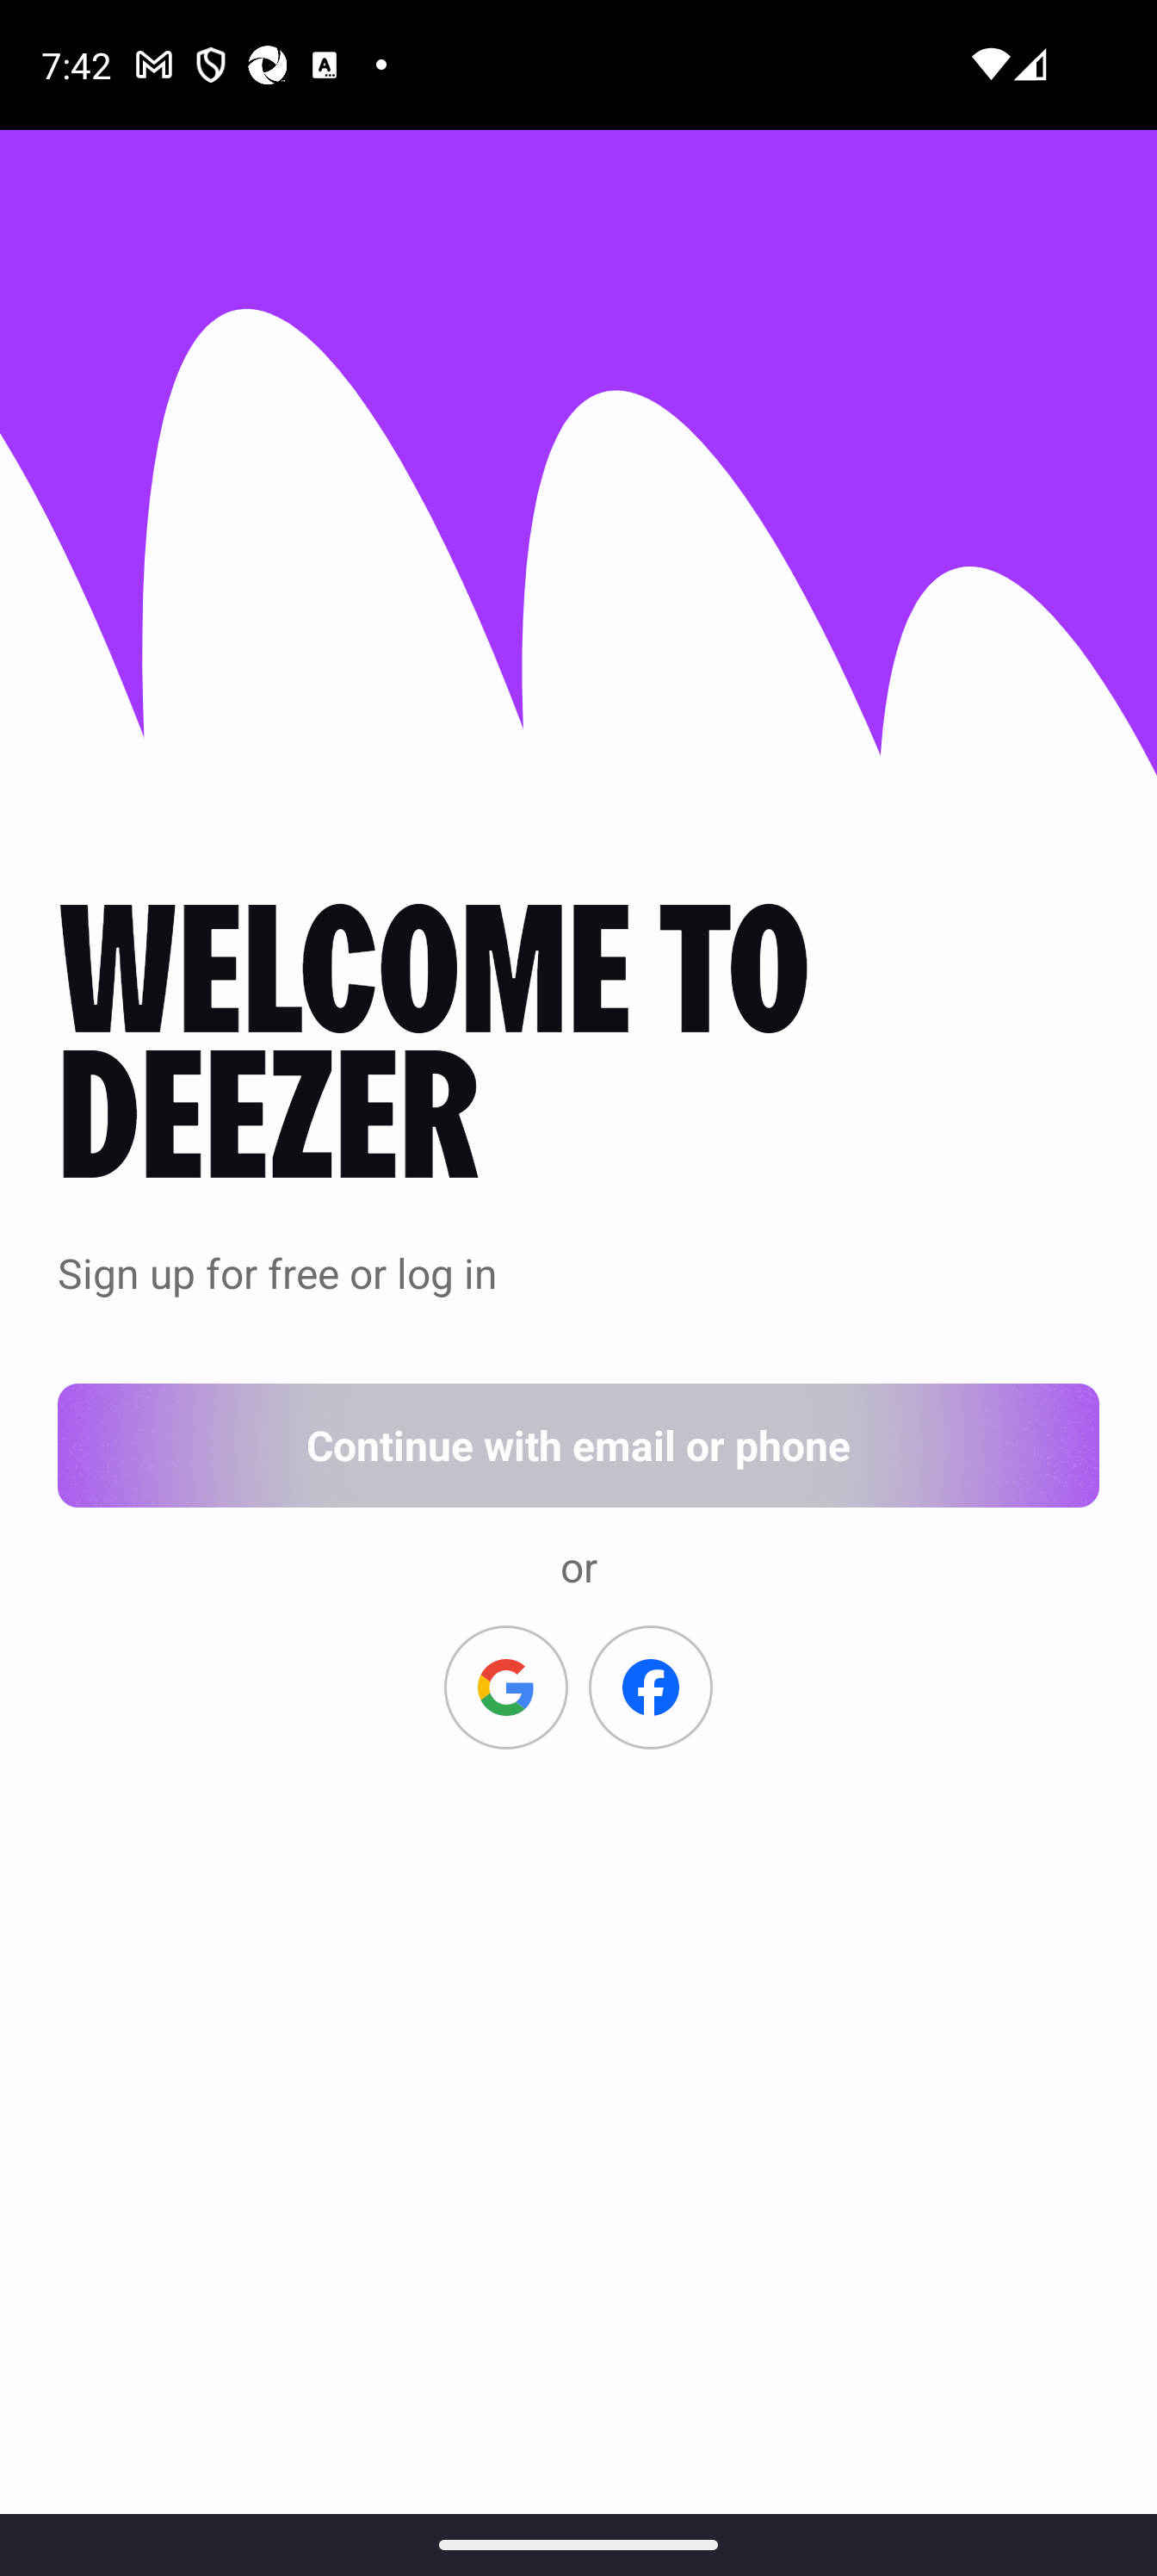 7:42
WELCOME TO
DEEZER
Sign up for free or log in
Continue with email or phone
or